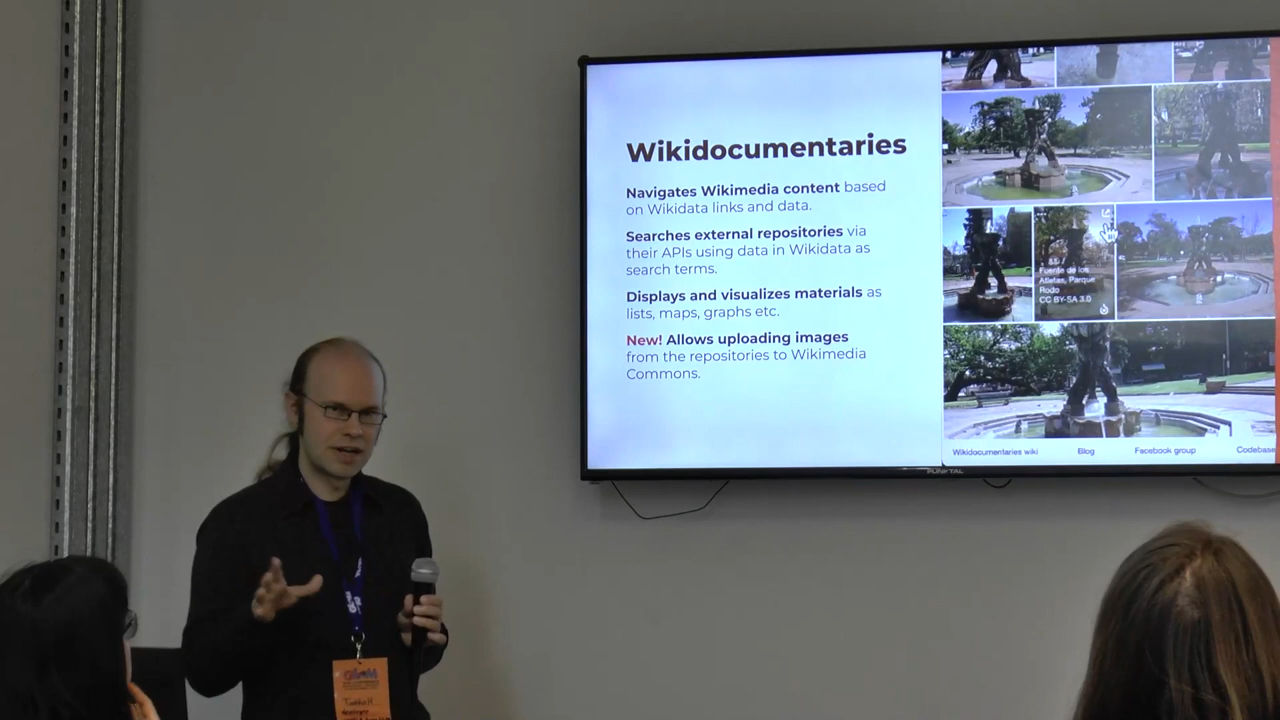 Wikidocumentaries
Navigates Wikimedia content based
on Wikidata links and data.
Searches external repositories via
their APIs using data in Wikidata as
search terms.
Displays and visualizes materials as
lists, maps, graphs etc.
New! Allows uploading images
from the repositories to Wikimedia
Commons.
Fuente de los
Atletas, Parque
Rodo
CC BY-SA 3.0
Wikidocumentaries wiki Blog Facebook group Codebase
PUNKTAL